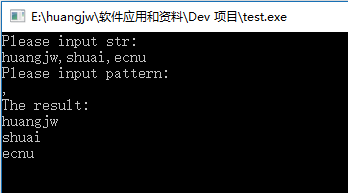 E:\huangjw\软件应用和资料\Dev 项目\test.exe
Please input str:
huangjw,shuai,ecnu
Please input pattern:
,
The result:
huangjw
shuai
ecnu